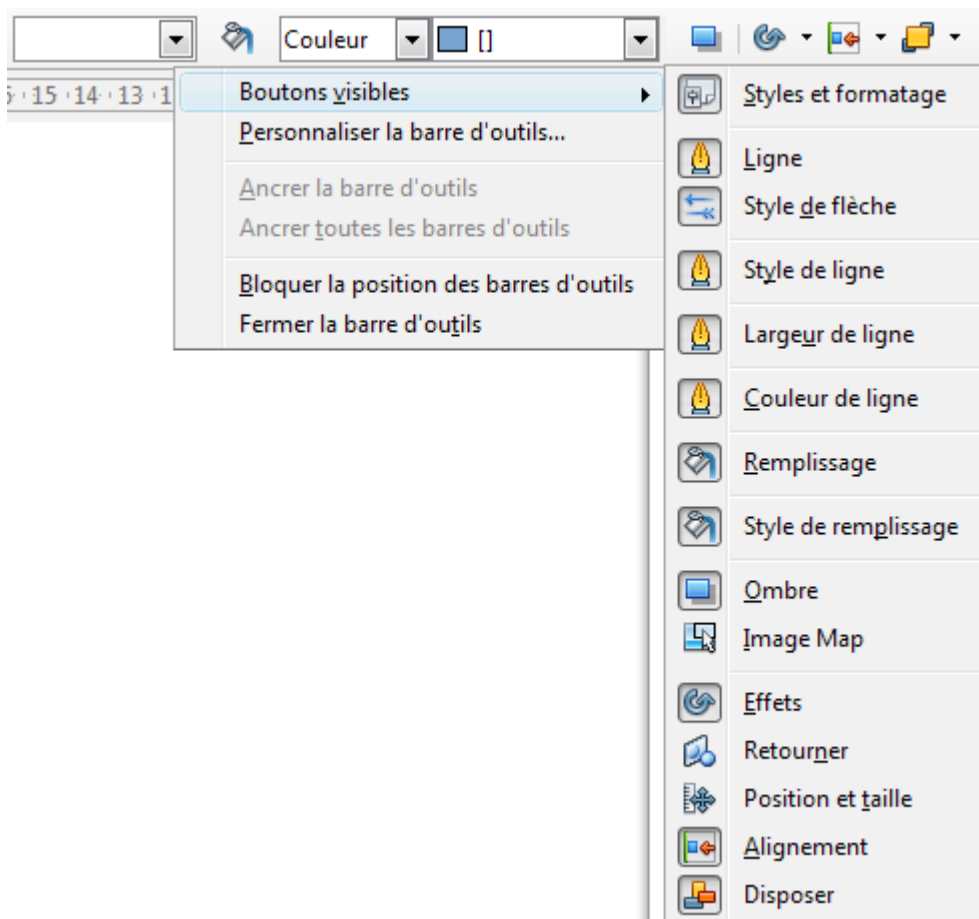 Couleur
[]
15 14 13 1
Boutons visibles
Personnaliser la barre d'outils...
Ancrer la barre d'outils
Ancrer toutes les barres d'outils
Bloquer la position des barres d'outils
Fermer la barre d'outils
Styles et formatage
Ligne
Style de flèche
Style de ligne
Largeur de ligne
Couleur de ligne
Remplissage
Style de remplissage
Ombre
Image Map
Effets
Retourner
Position et taille
Alignement
Disposer